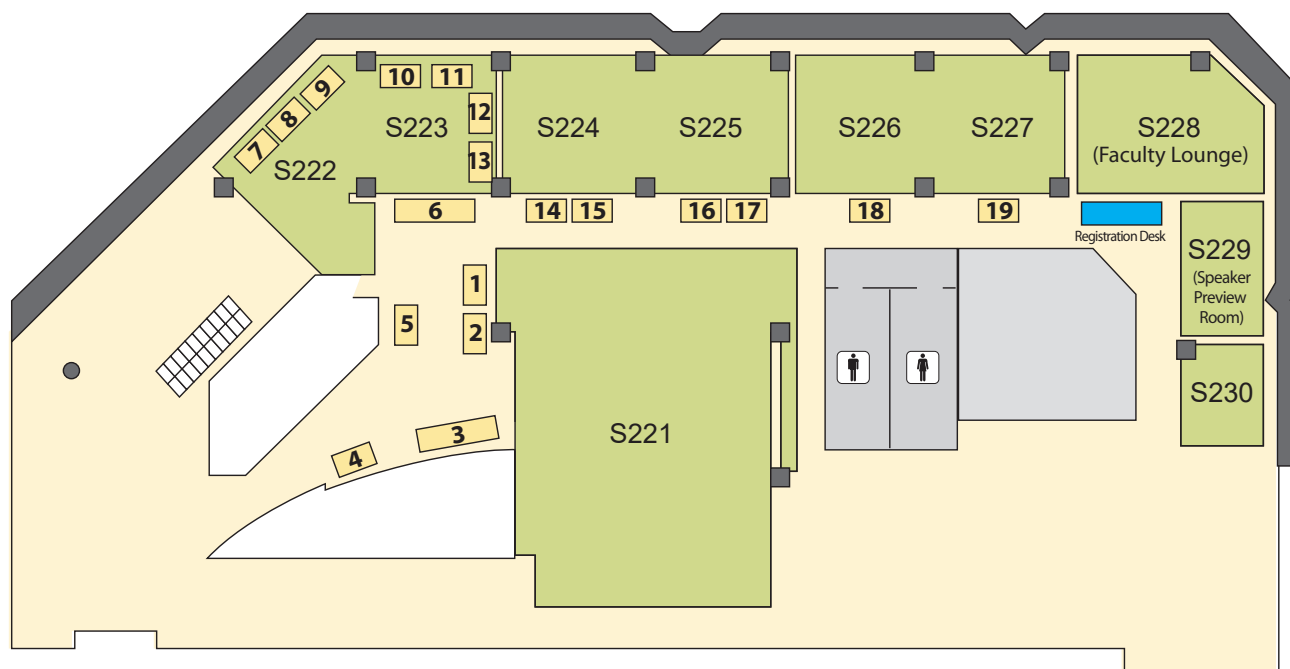 10
11
9
8
7
12
13
S223
S222
S224
S225
S226
S227
S228
(Faculty Lounge)
6
14
15
16
17
18
19
Registration Desk
S229
(Speaker
Preview
Room)
1
2
5
3
4
S221
S230